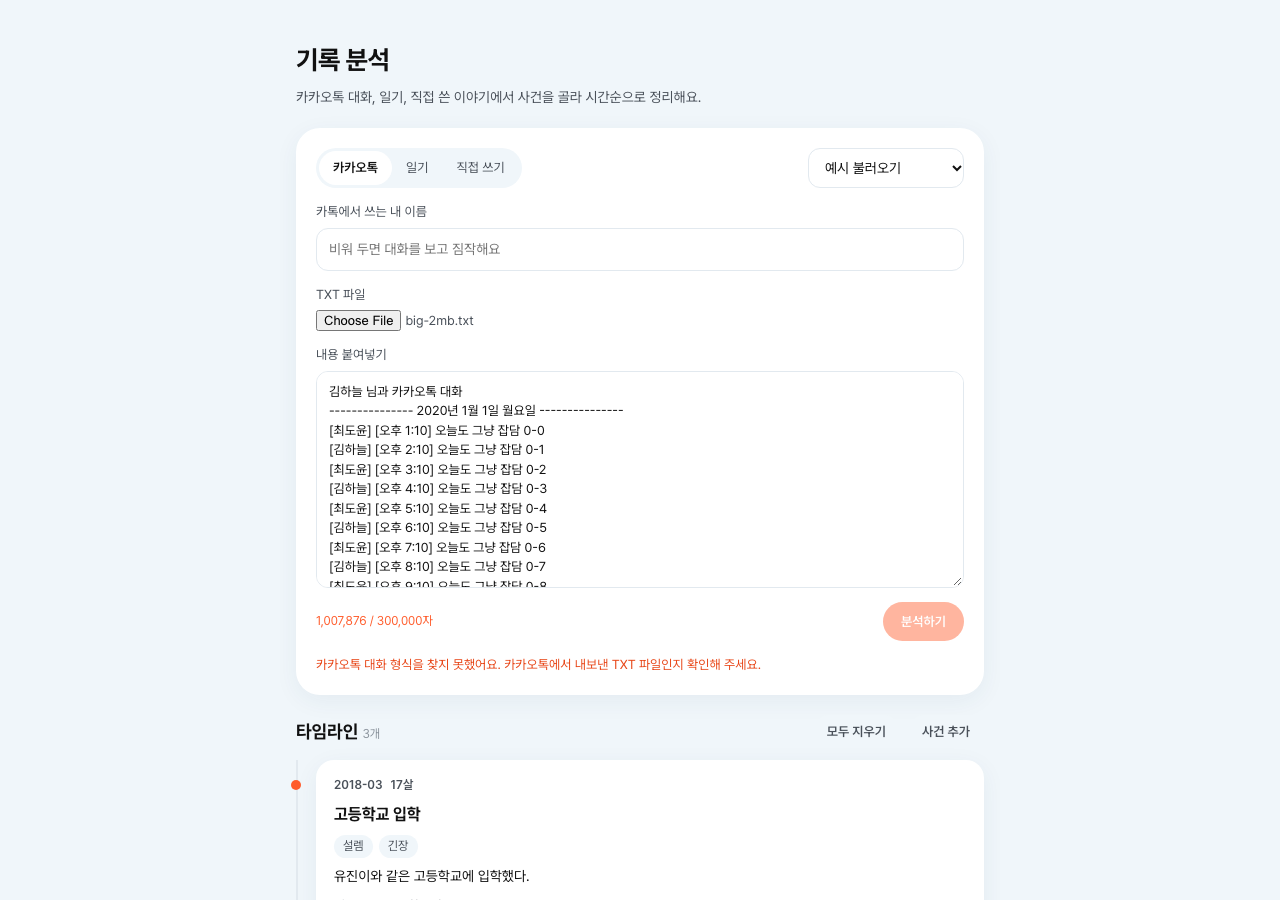 기록 분석
카카오톡 대화, 일기, 직접 쓴 이야기에서 사건을 골라 시간순으로 정리해요.
카카오톡 일기 직접 쓰기 예시 불러오기
카톡에서 쓰는 내 이름
비워 두면 대화를 보고 짐작해요
TXT 파일
Choose File big-2mb.txt
내용 붙여넣기
김하늘 님과 카카오톡 대화
--------------- 2020년 1월 1일 월요일 ---------------
[최도윤] [오후 1:10] 오늘도 그냥 잡담 0-0
[김하늘] [오후 2:10] 오늘도 그냥 잡담 0-1
[최도윤] [오후 3:10] 오늘도 그냥 잡담 0-2
[김하늘] [오후 4:10] 오늘도 그냥 잡담 0-3
[최도윤] [오후 5:10] 오늘도 그냥 잡담 0-4
[김하늘] [오후 6:10] 오늘도 그냥 잡담 0-5
[최도윤] [오후 7:10] 오늘도 그냥 잡담 0-6
[김하늘] [오후 8:10] 오늘도 그냥 잡담 0-7
[최도윤] [오후 9:10] 오늘도 그냥 잡담 0-8
1,007,876 / 300,000자 분석하기
카카오톡 대화 형식을 찾지 못했어요. 카카오톡에서 내보낸 TXT 파일인지 확인해 주세요.
타임라인 3개 모두 지우기 사건 추가
2018-03 17살
고등학교 입학
설렘 긴장
유진이와 같은 고등학교에 입학했다.